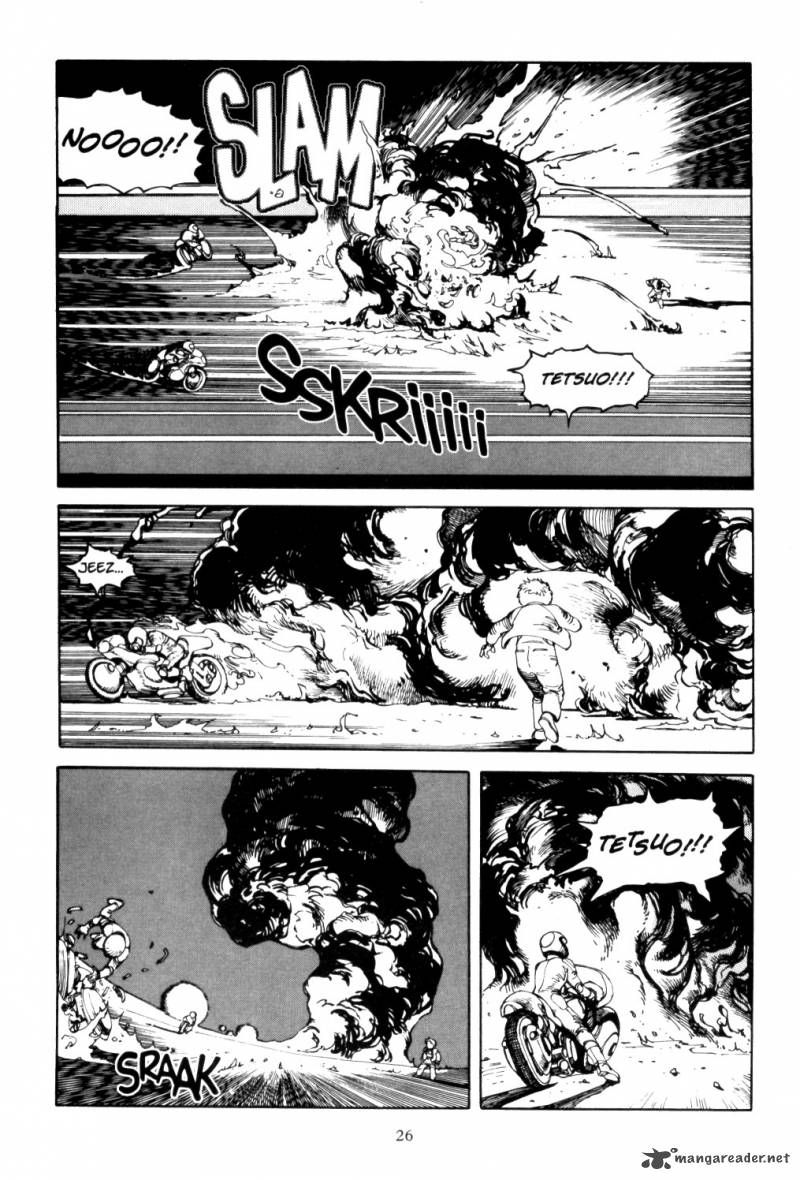 NOOOO!!
SLAM
SSKRiiiiii
TETSUO!!!
JEEZ...
SRAAK
TETSUO!!!
26
mangareader.net